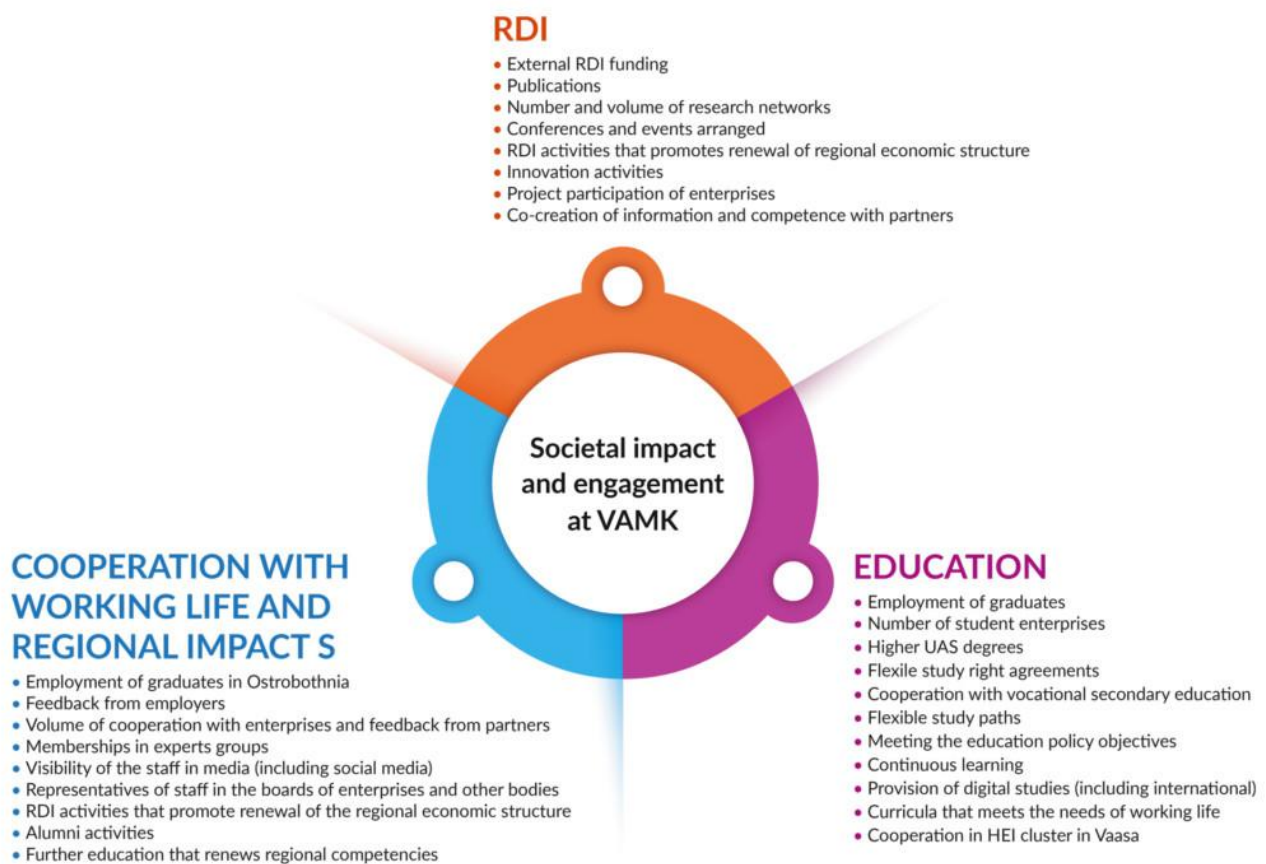 RDI
• External RDI funding
• Publications
• Number and volume of research networks
• Conferences and events arranged
• RDI activities that promotes renewal of regional economic structure
• Innovation activities
• Project participation of enterprises
• Co-creation of information and competence with partners
Societal impact
and engagement
at VAMK
COOPERATION WITH
WORKING LIFE AND
REGIONAL IMPACT S
• Employment of graduates in Ostrobothnia
• Feedback from employers
• Volume of cooperation with enterprises and feedback from partners
• Memberships in experts groups
• Visibility of the staff in media (including social media)
• Representatives of staff in the boards of enterprises and other bodies
• RDI activities that promote renewal of the regional economic structure
• Alumni activities
• Further education that renews regional competencies
EDUCATION
• Employment of graduates
• Number of student enterprises
• Higher UAS degrees
• Flexile study right agreements
• Cooperation with vocational secondary education
• Flexible study paths
• Meeting the education policy objectives
• Continuous learning
• Provision of digital studies (including international)
• Curricula that meets the needs of working life
• Cooperation in HEI cluster in Vaasa